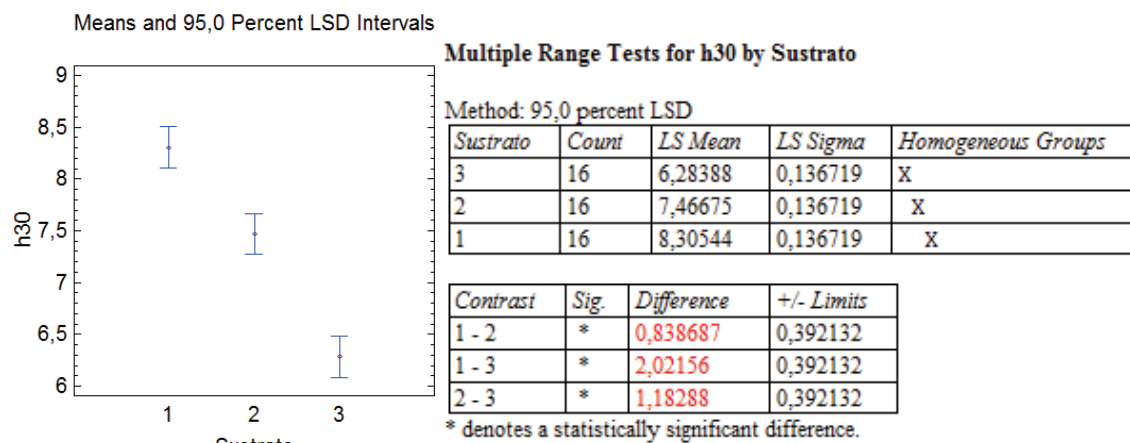 Means and 95,0 Percent LSD Intervals
9
8,5
8
7,5
7
6,5
6
h30
1 2 3
Sustrato
Multiple Range Tests for h30 by Sustrato
Method: 95,0 percent LSD
Sustrato Count LS Mean LS Sigma Homogeneous Groups
3 16 6,28388 0,136719 X
2 16 7,46675 0,136719 X
1 16 8,30544 0,136719 X
Contrast Sig. Difference +/- Limits
1 - 2 * 0,838687 0,392132
1 - 3 * 2,02156 0,392132
2 - 3 * 1,18288 0,392132
* denotes a statistically significant difference.